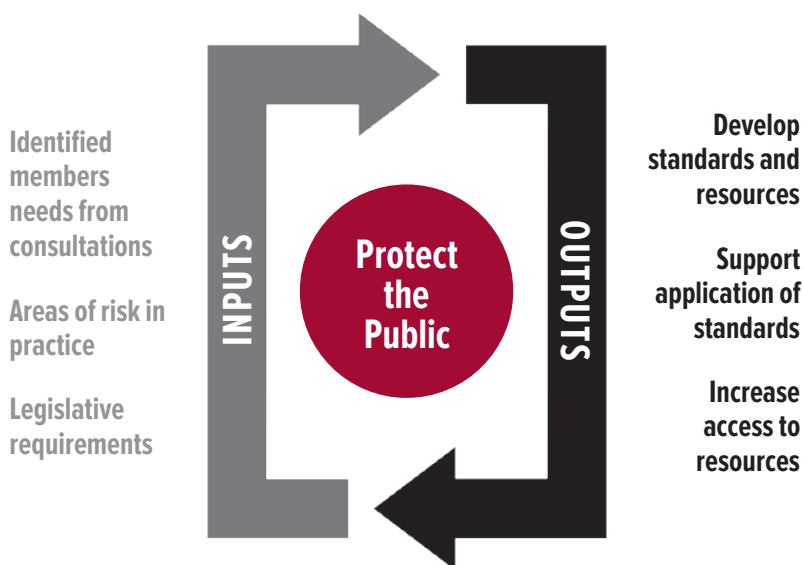 Identified
members
needs from
consultations
Areas of risk in
practice
Legislative
requirements
INPUTS
Protect
the
Public
OUTPUTS
Develop
standards and
resources
Support
application of
standards
Increase
access to
resources